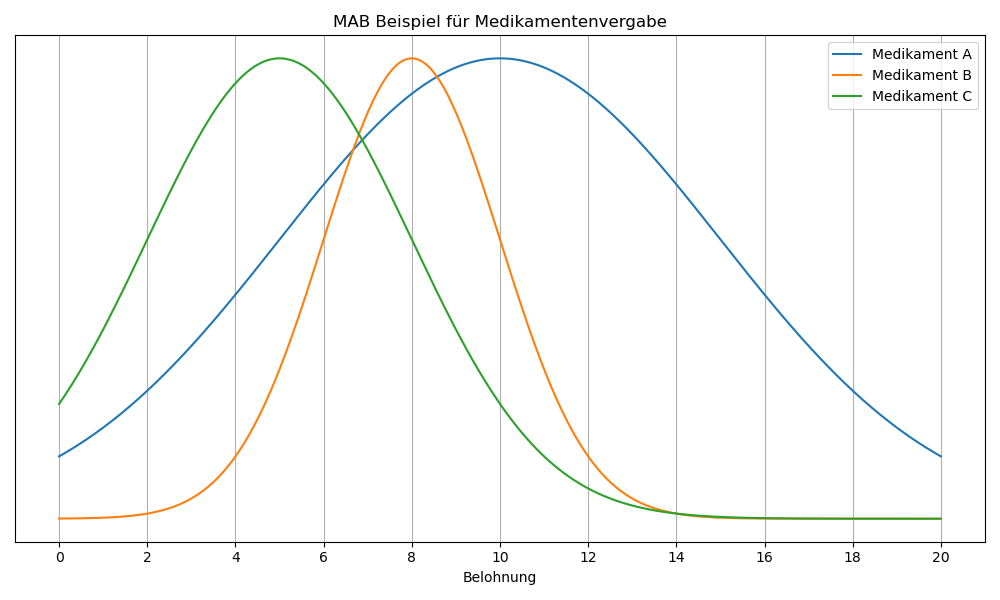 MAB Beispiel für Medikamentenvergabe
Medikament A
Medikament B
Medikament C
0 2 4 6 8 10 12 14 16 18 20
Belohnung